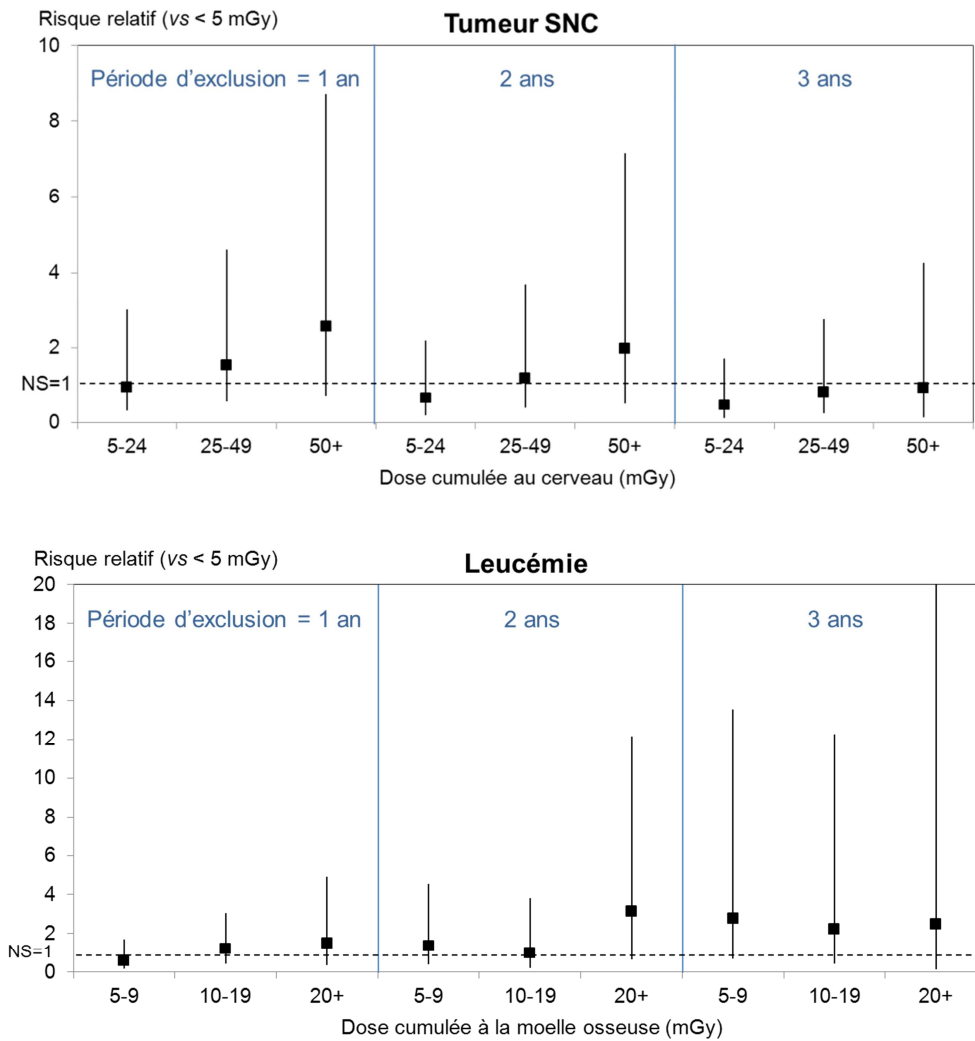 Risque relatif (vs < 5 mGy)
Tumeur SNC
10
Période d'exclusion = 1 an
2 ans
3 ans
8
6
4
2
NS=1
0
5-24
25-49
50+
5-24
25-49
50+
5-24
25-49
50+
Dose cumulée au cerveau (mGy)
Risque relatif (vs < 5 mGy)
Leucémie
20
Période d'exclusion = 1 an
2 ans
3 ans
18
16
14
12
10
8
6
4
2
NS=1
0
5-9
10-19
20+
5-9
10-19
20+
5-9
10-19
20+
Dose cumulée à la moelle osseuse (mGy)